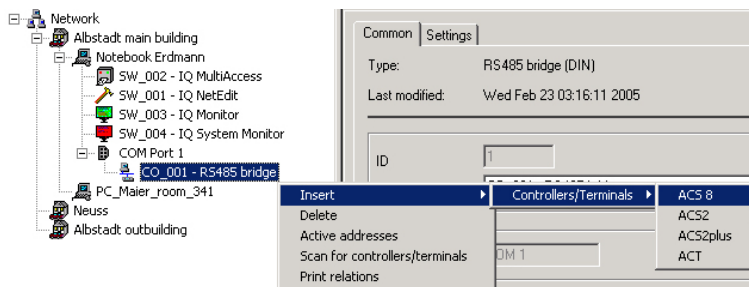 Network
Albstadt main building
Notebook Erdmann
SW_002 - IQ MultiAccess
SW_001 - IQ NetEdit
SW_003 - IQ Monitor
SW_004 - IQ System Monitor
COM Port 1
CO_001 - RS485 bridge
PC_Maier_room_341
Neuss
Albstadt outbuilding
Common Settings
Type: RS485 bridge (DIN)
Last modified: Wed Feb 23 03:16:11 2005
ID 1
Insert
Delete
Active addresses
Scan for controllers/terminals
Print relations
Controllers/Terminals
ACS 8
ACS2
ACS2plus
ACT
OM 1